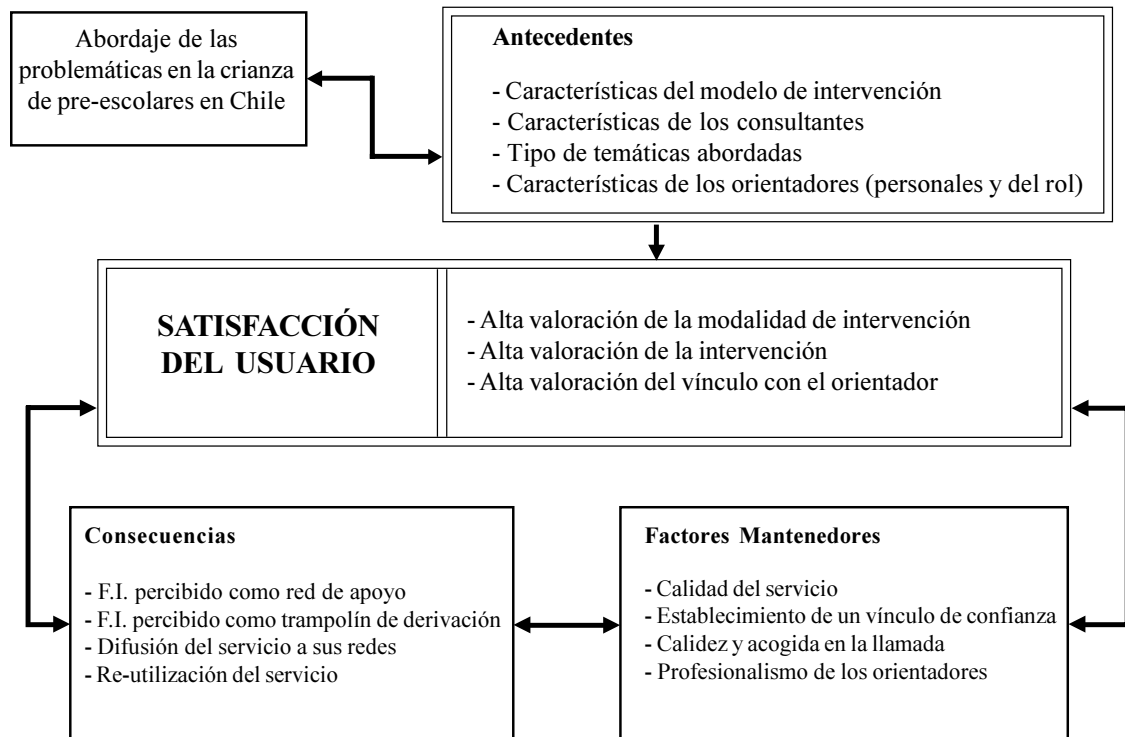 Abordaje de las
problemáticas en la crianza
de pre-escolares en Chile
Antecedentes
- Características del modelo de intervención
- Características de los consultantes
- Tipo de temáticas abordadas
- Características de los orientadores (personales y del rol)
SATISFACCIÓN
DEL USUARIO
- Alta valoración de la modalidad de intervención
- Alta valoración de la intervención
- Alta valoración del vínculo con el orientador
Consecuencias
- F.I. percibido como red de apoyo
- F.I. percibido como trampolín de derivación
- Difusión del servicio a sus redes
- Re-utilización del servicio
Factores Mantenedores
- Calidad del servicio
- Establecimiento de un vínculo de confianza
- Calidez y acogida en la llamada
- Profesionalismo de los orientadores